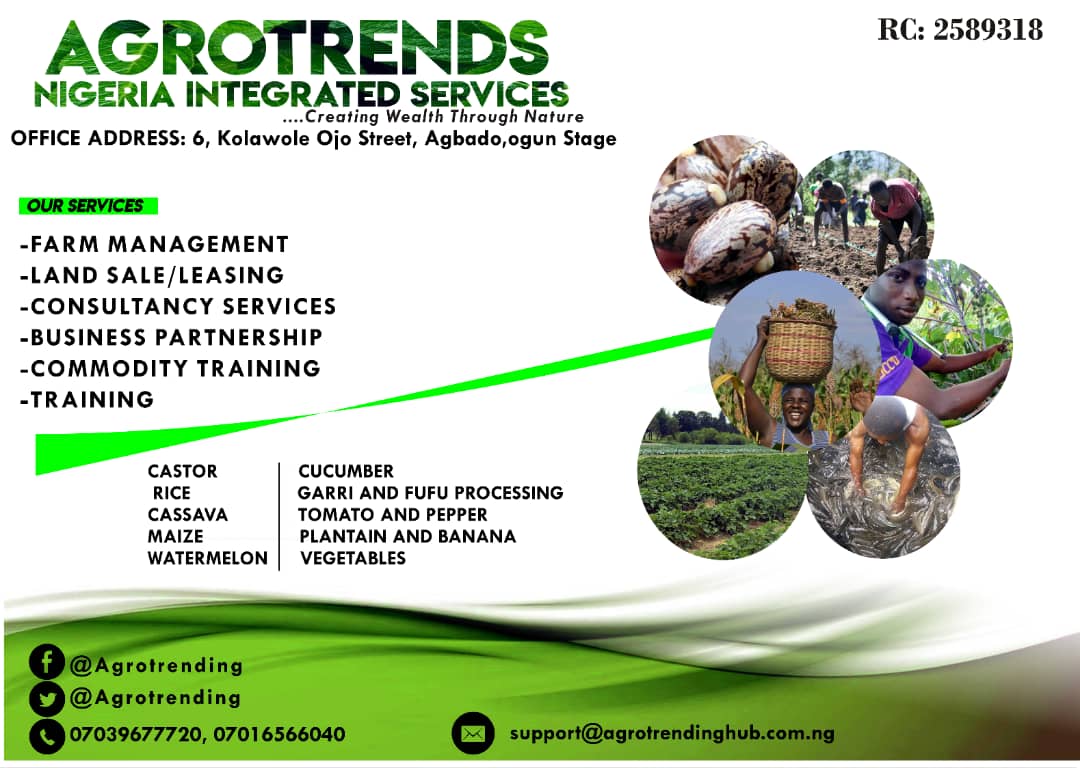 AGROTRENDS
RC: 2589318
NIGERIA INTEGRATED SERVICES
....Creating Wealth Through Nature
OFFICE ADDRESS: 6, Kolawole Ojo Street, Agbado,ogun Stage
OUR SERVICES
-FARM MANAGEMENT
-LAND SALE/LEASING
-CONSULTANCY SERVICES
-BUSINESS PARTNERSHIP
-COMMODITY TRAINING
-TRAINING
CASTOR
RICE
CASSAVA
MAIZE
WATERMELON
CUCUMBER
GARRI AND FUFU PROCESSING
TOMATO AND PEPPER
PLANTAIN AND BANANA
VEGETABLES
@Agrotrending
@Agrotrending
07039677720, 07016566040
support@agrotrendinghub.com.ng